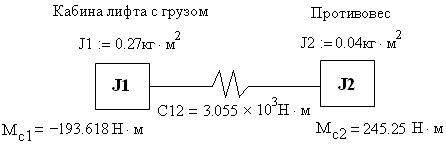 Кабина лифта с грузом
Противовес
J1 := 0.27кг · м²
J2 := 0.04кг · м²
J1
J2
C12 = 3.055 × 10³Н · м
Mс1 = −193.618 Н · м
Mс2 = 245.25 Н · м